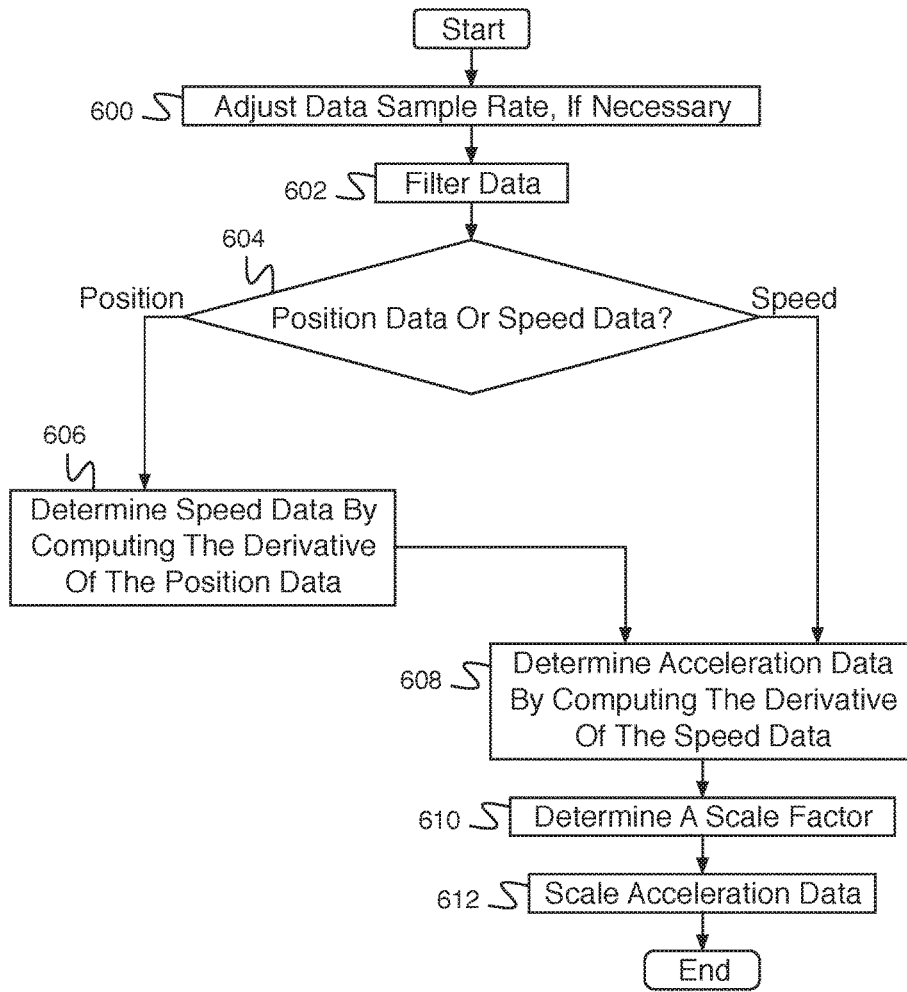 Start
600
Adjust Data Sample Rate, If Necessary
602
Filter Data
604
Position
Position Data Or Speed Data?
Speed
606
Determine Speed Data By
Computing The Derivative
Of The Position Data
608
Determine Acceleration Data
By Computing The Derivative
Of The Speed Data
610
Determine A Scale Factor
612
Scale Acceleration Data
End